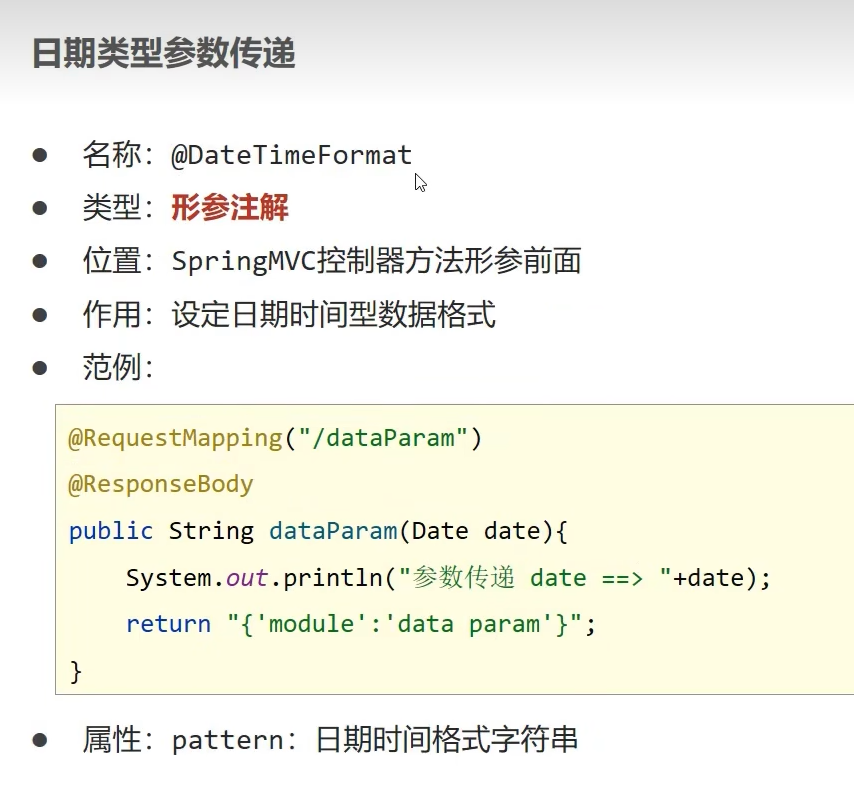 日期类型参数传递
● 名称：@DateTimeFormat
● 类型：形参注解
● 位置：SpringMVC控制器方法形参前面
● 作用：设定日期时间型数据格式
● 范例：
@RequestMapping("/dataParam")
@ResponseBody
public String dataParam(Date date){
    System.out.println("参数传递 date ==> "+date);
    return "{'module':'data param'}";
}
● 属性：pattern：日期时间格式字符串